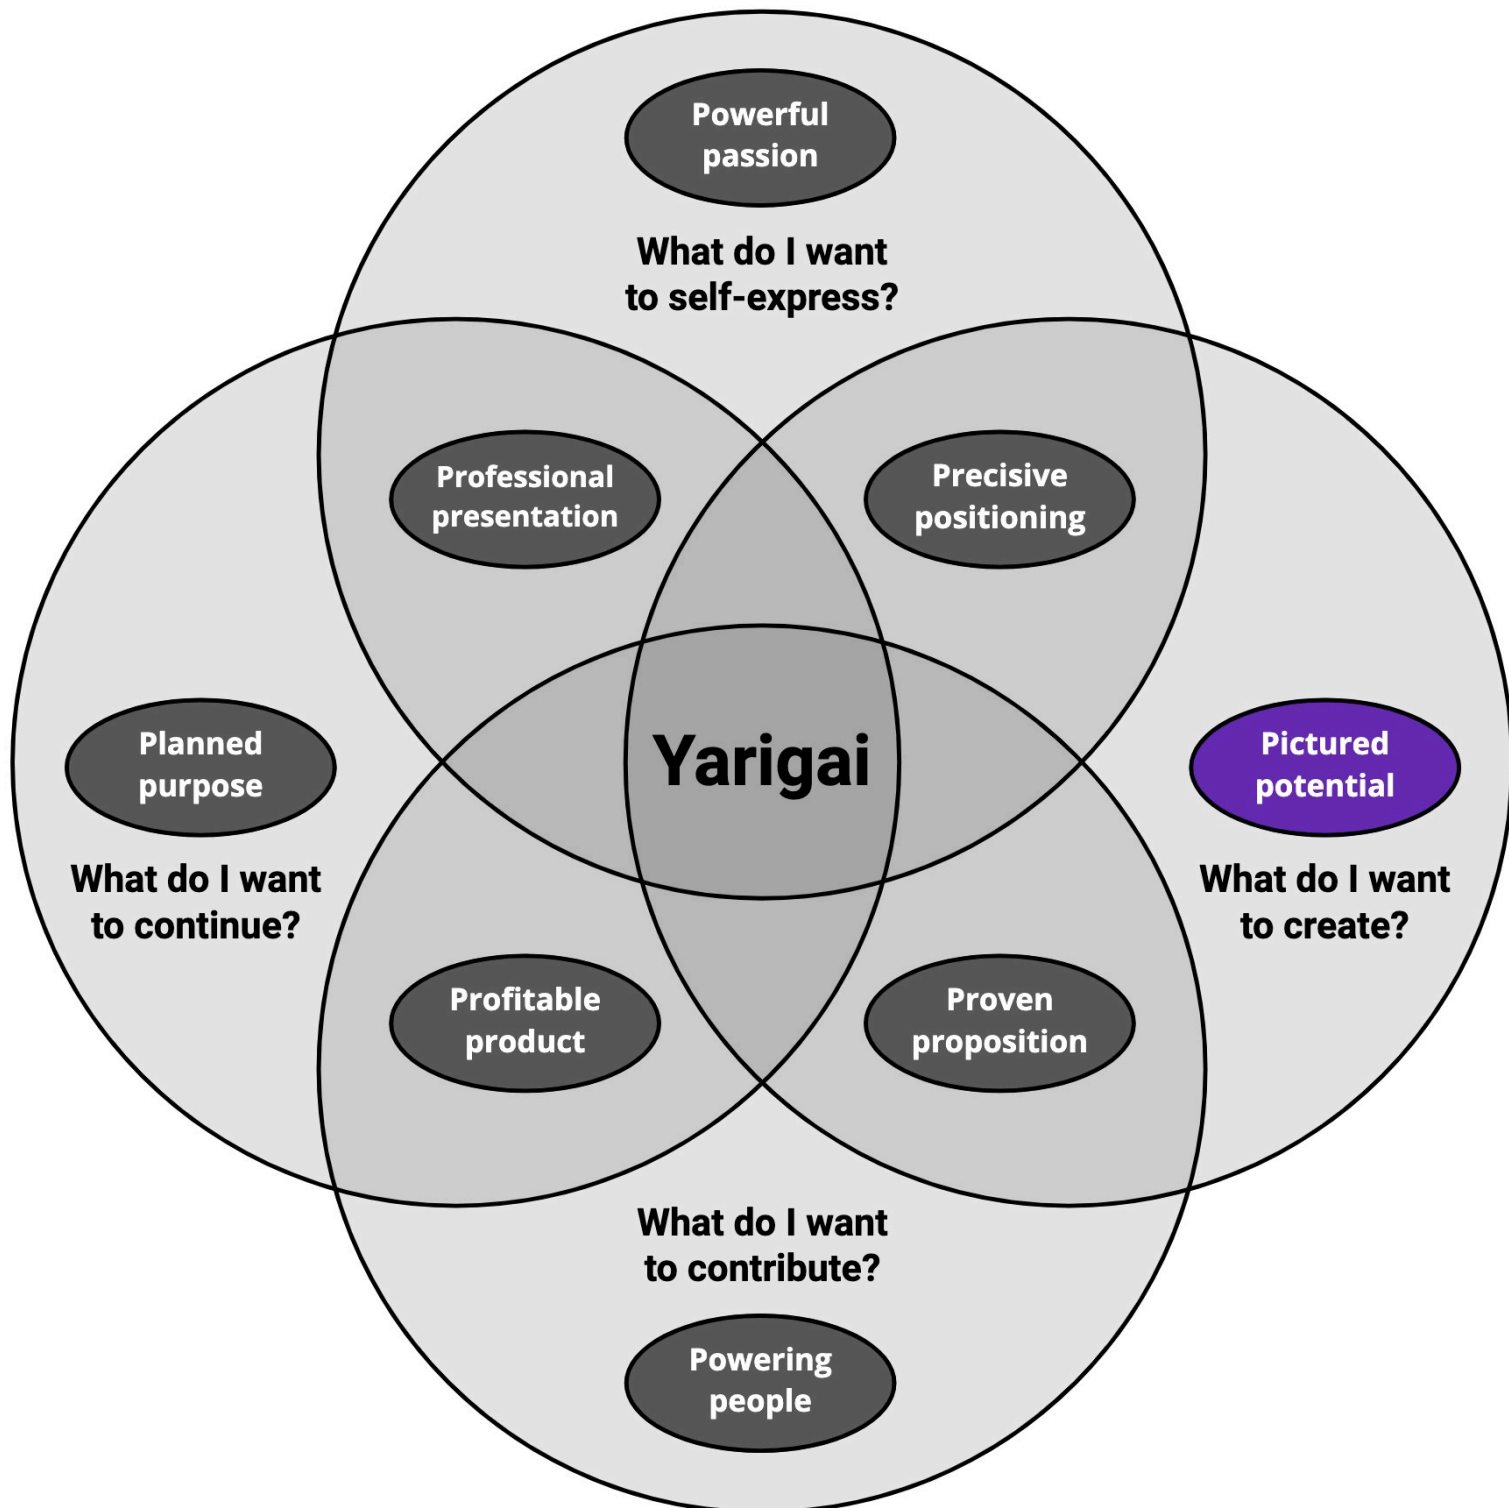 Powerful
passion
What do I want
to self-express?
Professional
presentation
Precisive
positioning
Yarigai
Planned
purpose
What do I want
to continue?
Pictured
potential
What do I want
to create?
Profitable
product
Proven
proposition
What do I want
to contribute?
Powering
people